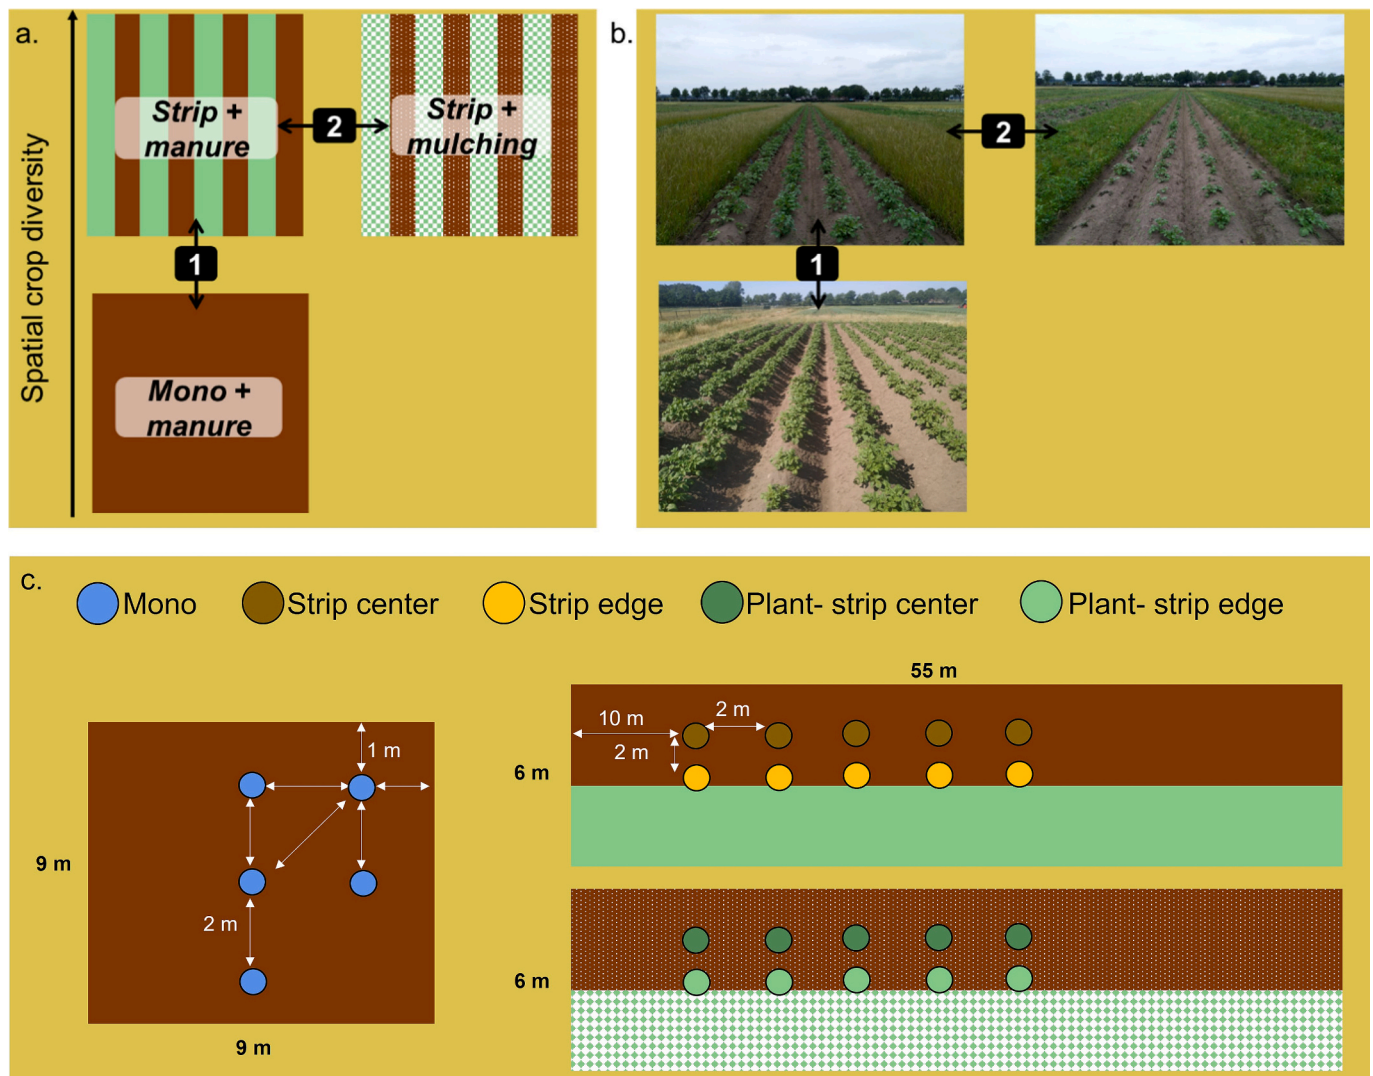 a.
Spatial crop diversity
Strip +
manure
2
Strip +
mulching
1
Mono +
manure
b.
2
1
c.
Mono
Strip center
Strip edge
Plant- strip center
Plant- strip edge
1 m
9 m
2 m
9 m
55 m
10 m
2 m
2 m
6 m
6 m